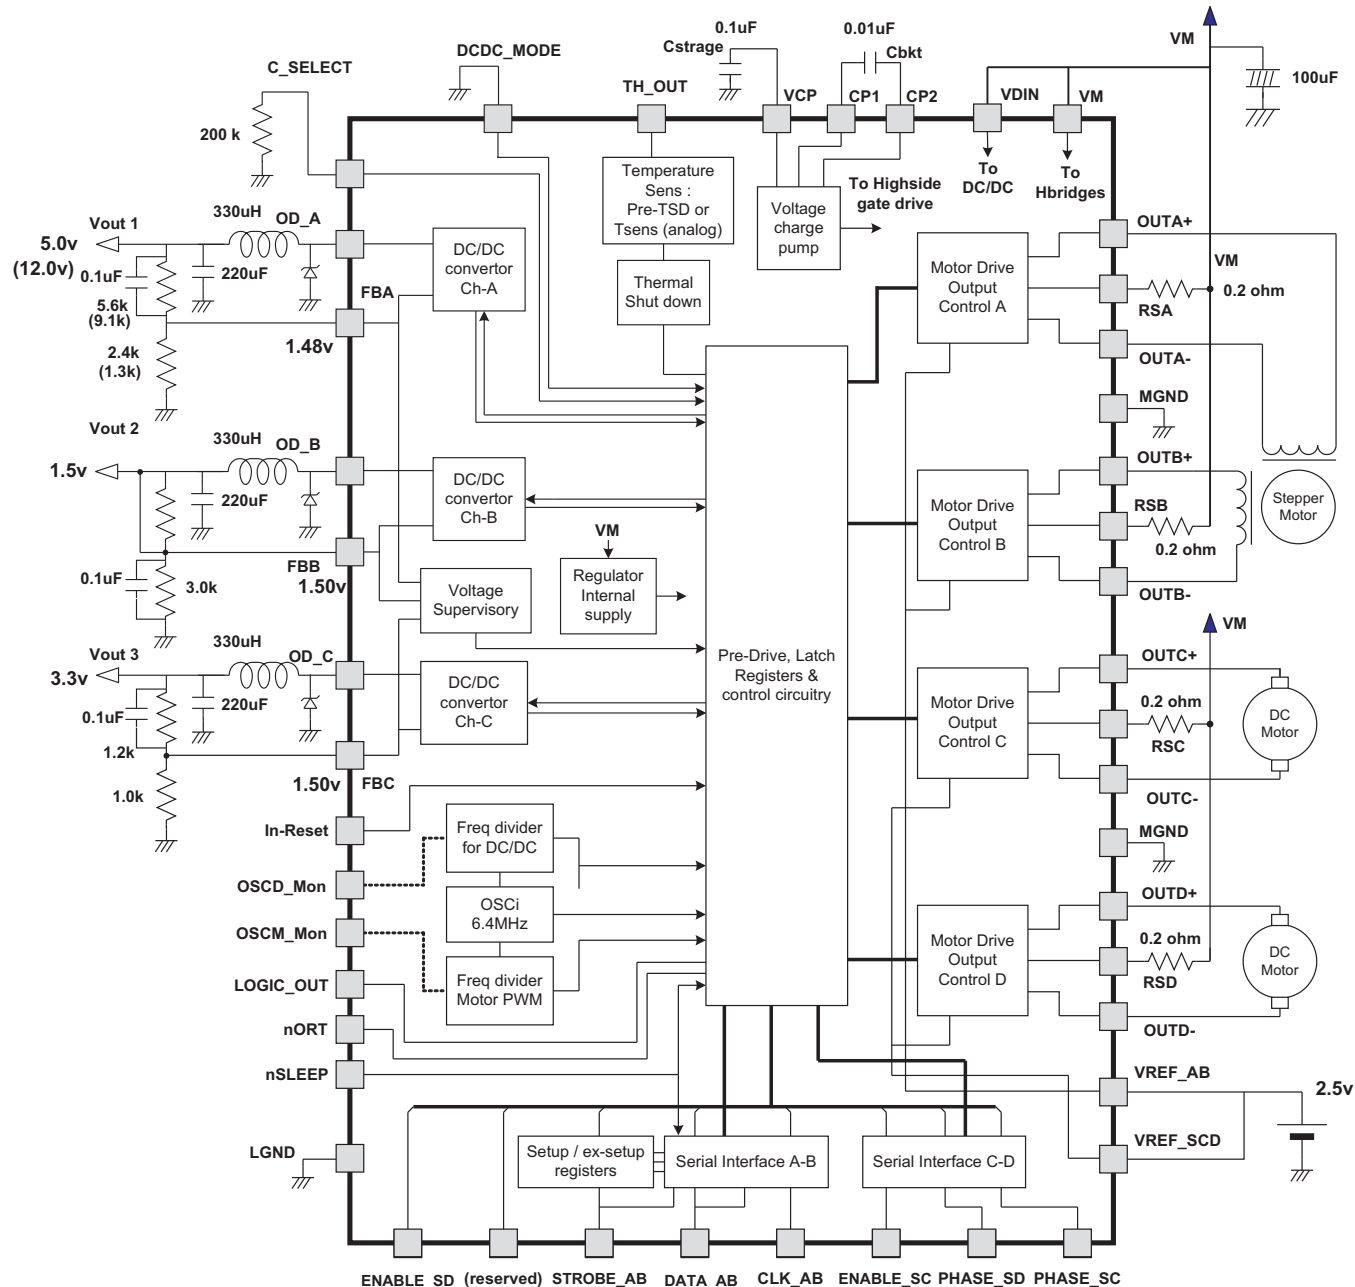 0.1uF
0.01uF
VM
DCDC_MODE
Cstrage
Cbkt
C_SELECT
100uF
TH_OUT
VCP
CP1
CP2
VDIN
VM
200 k
Temperature
Sens :
Pre-TSD or
Tsens (analog)
To
DC/DC
To
Hbridges
To Highside
gate drive
Voltage
charge
pump
330uH
OD_A
Vout 1
5.0v
(12.0v)
0.1uF
220uF
5.6k
(9.1k)
FBA
DC/DC
convertor
Ch-A
Thermal
Shut down
Motor Drive
Output
Control A
OUTA+
VM
0.2 ohm
RSA
1.48v
2.4k
(1.3k)
OUTA-
MGND
Vout 2
330uH
OD_B
1.5v
220uF
DC/DC
convertor
Ch-B
Motor Drive
Output
Control B
OUTB+
RSB
Stepper
Motor
0.2 ohm
VM
FBB
1.50v
0.1uF
3.0k
Voltage
Supervisory
Regulator
Internal
supply
OUTB-
VM
330uH
Vout 3
OD_C
3.3v
220uF
0.1uF
1.2k
DC/DC
convertor
Ch-C
Pre-Drive, Latch
Registers &
control circuitry
Motor Drive
Output
Control C
OUTC+
0.2 ohm
DC
Motor
RSC
1.50v
FBC
1.0k
OUTC-
In-Reset
Freq divider
for DC/DC
MGND
OSCD_Mon
OSCi
6.4MHz
OUTD+
OSCM_Mon
Motor Drive
Output
Control D
0.2 ohm
DC
Motor
LOGIC_OUT
Freq divider
Motor PWM
RSD
nORT
OUTD-
nSLEEP
VREF_AB
2.5v
LGND
Setup / ex-setup
registers
Serial Interface A-B
Serial Interface C-D
VREF_SCD
ENABLE_SD
(reserved)
STROBE_AB
DATA_AB
CLK_AB
ENABLE_SC
PHASE_SD
PHASE_SC